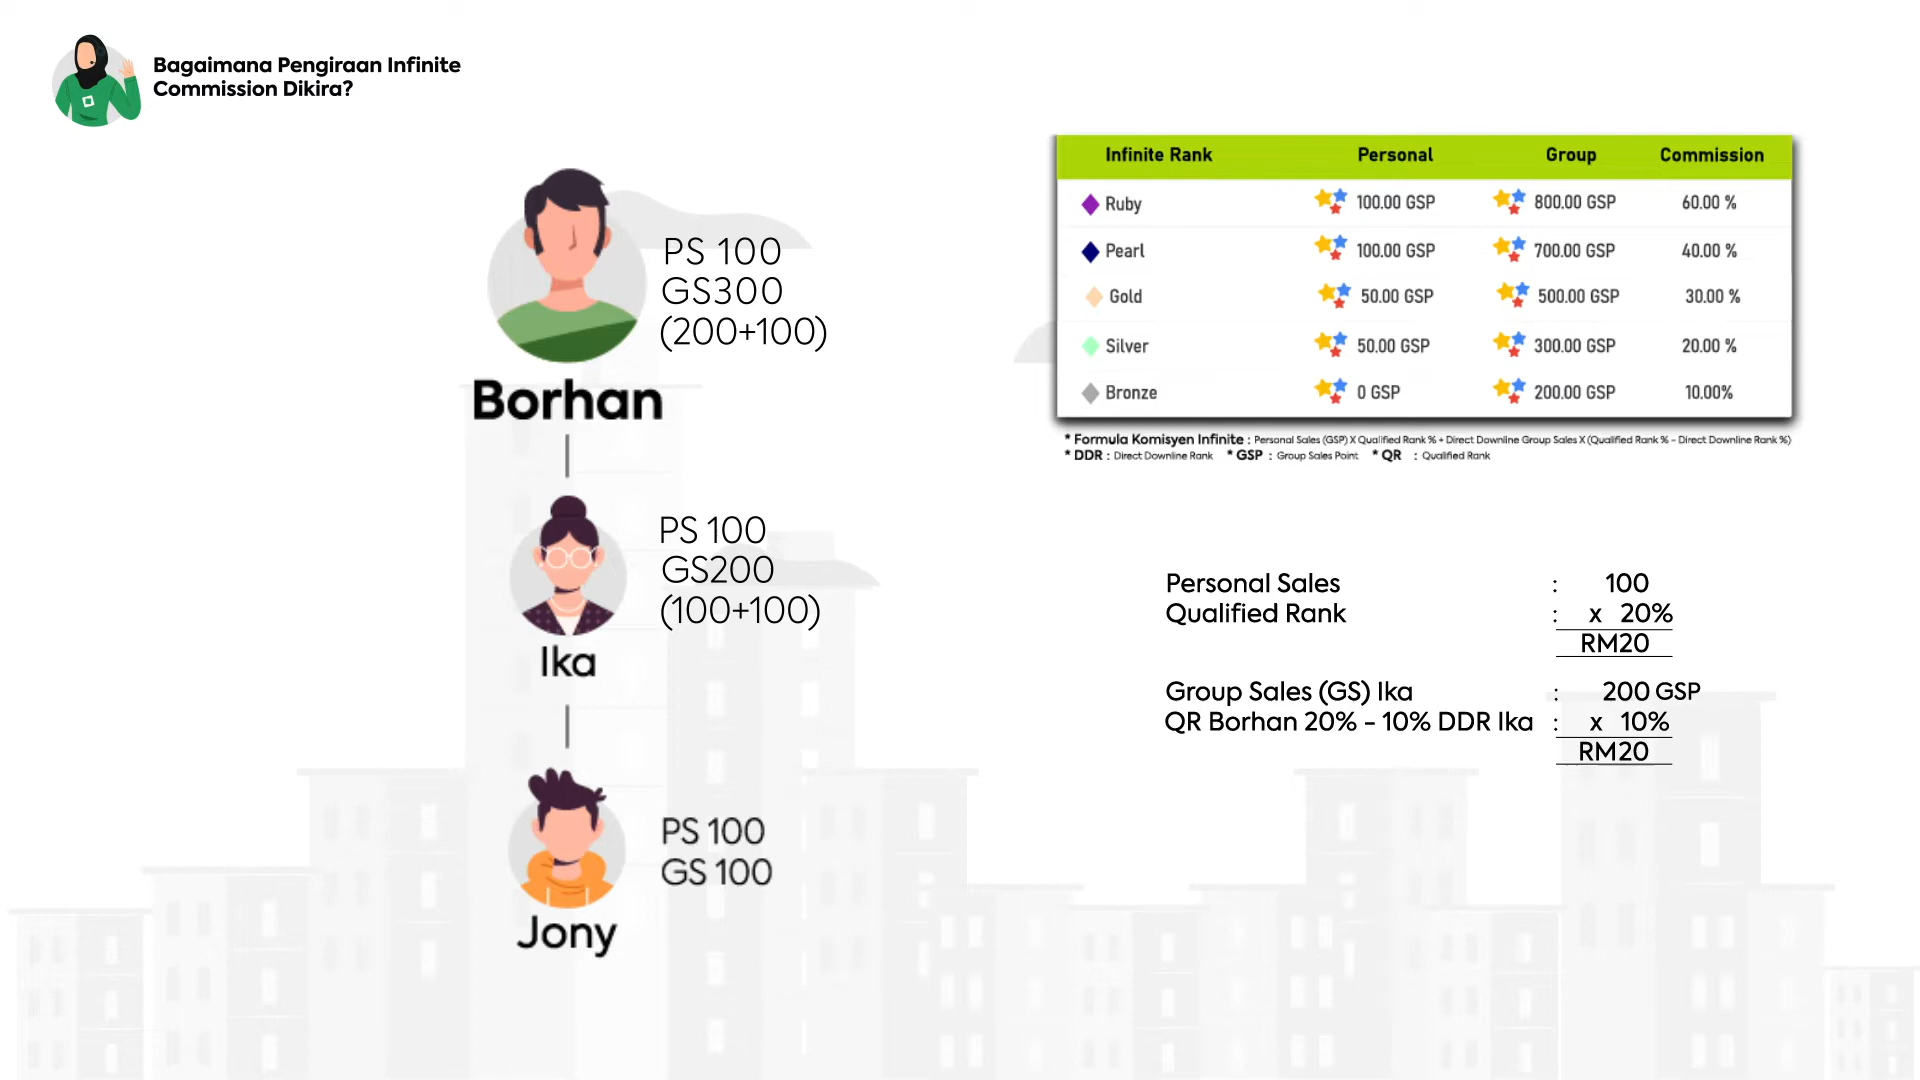 Bagaimana Pengiraan Infinite
Commission Dikira?
PS 100
GS300
(200+100)
Borhan
PS 100
GS200
(100+100)
Ika
PS 100
GS 100
Jony
Infinite Rank Personal Group Commission
Ruby 100.00 GSP 800.00 GSP 60.00 %
Pearl 100.00 GSP 700.00 GSP 40.00 %
Gold 50.00 GSP 500.00 GSP 30.00 %
Silver 50.00 GSP 300.00 GSP 20.00 %
Bronze 0 GSP 200.00 GSP 10.00%
* Formula Komisyen Infinite : Personal Sales (GSP) X Qualified Rank % + Direct Downline Group Sales X (Qualified Rank % - Direct Downline Rank %)
* DDR : Direct Downline Rank * GSP : Group Sales Point * QR : Qualified Rank
Personal Sales : 100
Qualified Rank : x 20%
RM20
Group Sales (GS) Ika : 200 GSP
QR Borhan 20% - 10% DDR Ika : x 10%
RM20